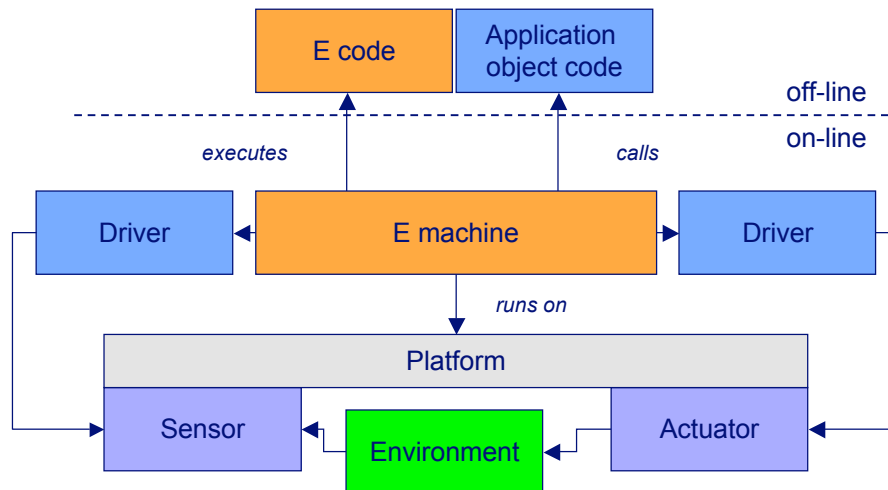 E code
Application
object code
off-line
on-line
executes
calls
Driver
E machine
Driver
runs on
Platform
Sensor
Environment
Actuator